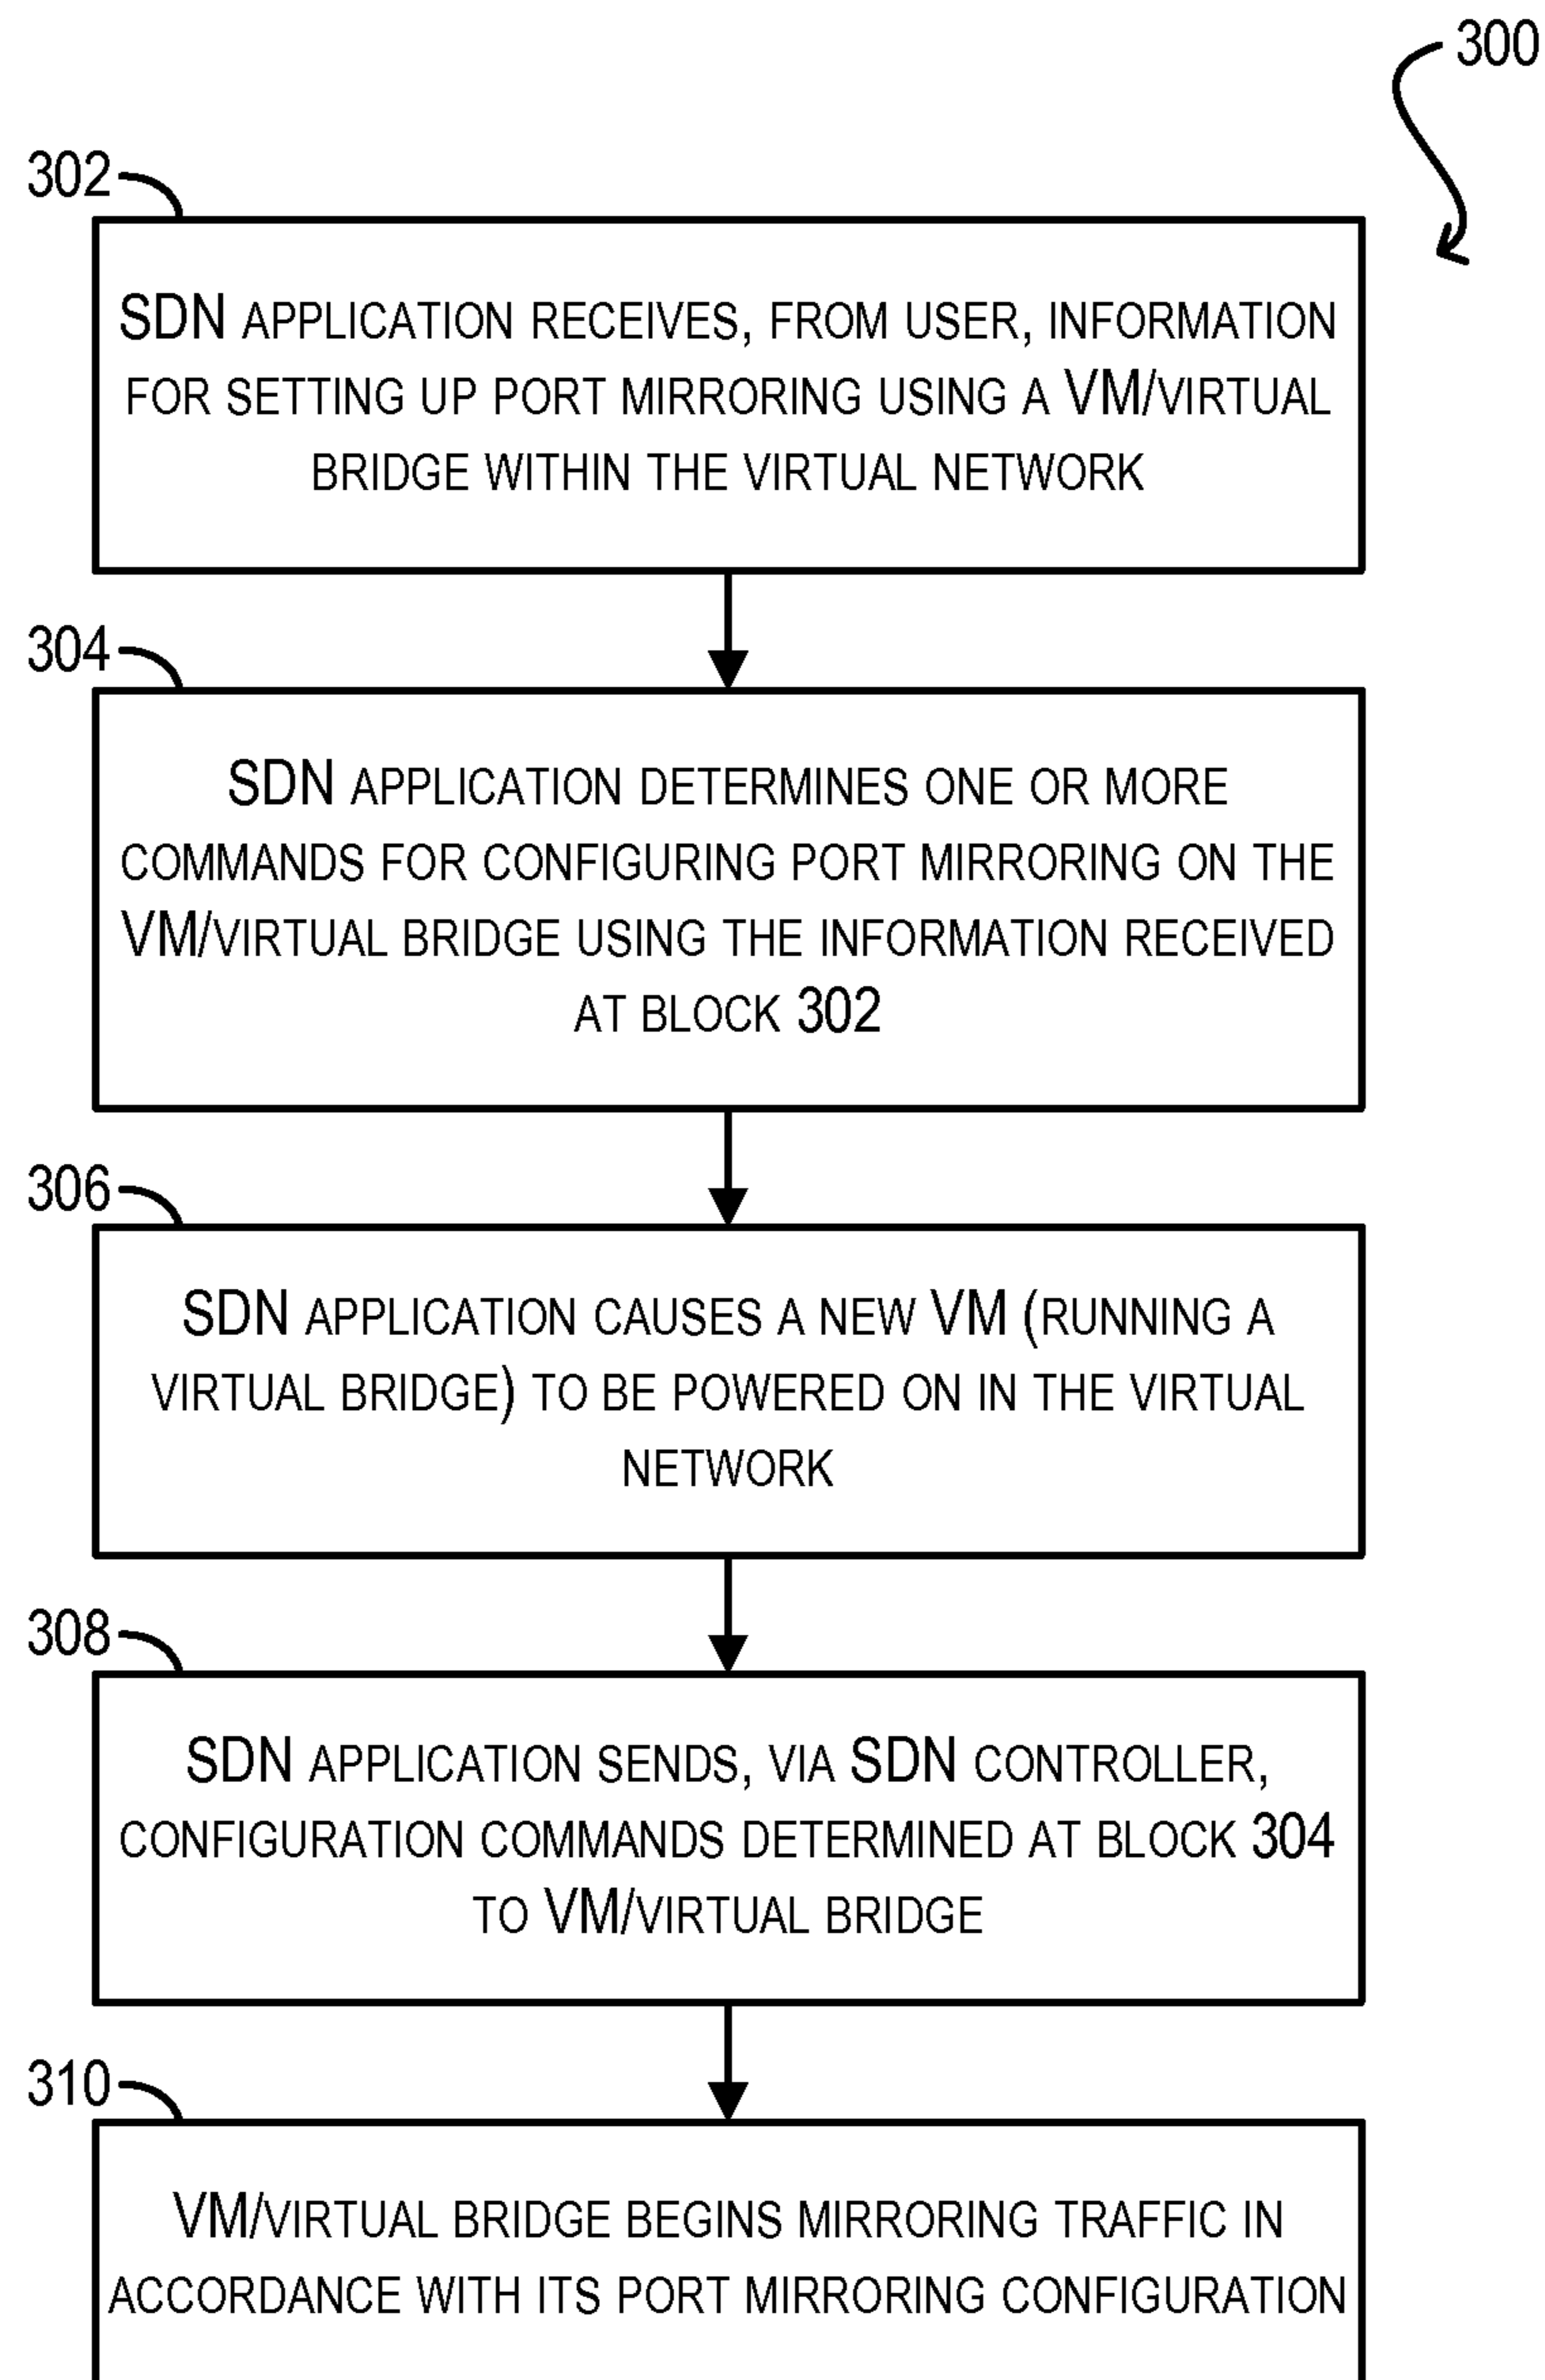 300
302
SDN APPLICATION RECEIVES, FROM USER, INFORMATION
FOR SETTING UP PORT MIRRORING USING A VM/VIRTUAL
BRIDGE WITHIN THE VIRTUAL NETWORK
304
SDN APPLICATION DETERMINES ONE OR MORE
COMMANDS FOR CONFIGURING PORT MIRRORING ON THE
VM/VIRTUAL BRIDGE USING THE INFORMATION RECEIVED
AT BLOCK 302
306
SDN APPLICATION CAUSES A NEW VM (RUNNING A
VIRTUAL BRIDGE) TO BE POWERED ON IN THE VIRTUAL
NETWORK
308
SDN APPLICATION SENDS, VIA SDN CONTROLLER,
CONFIGURATION COMMANDS DETERMINED AT BLOCK 304
TO VM/VIRTUAL BRIDGE
310
VM/VIRTUAL BRIDGE BEGINS MIRRORING TRAFFIC IN
ACCORDANCE WITH ITS PORT MIRRORING CONFIGURATION